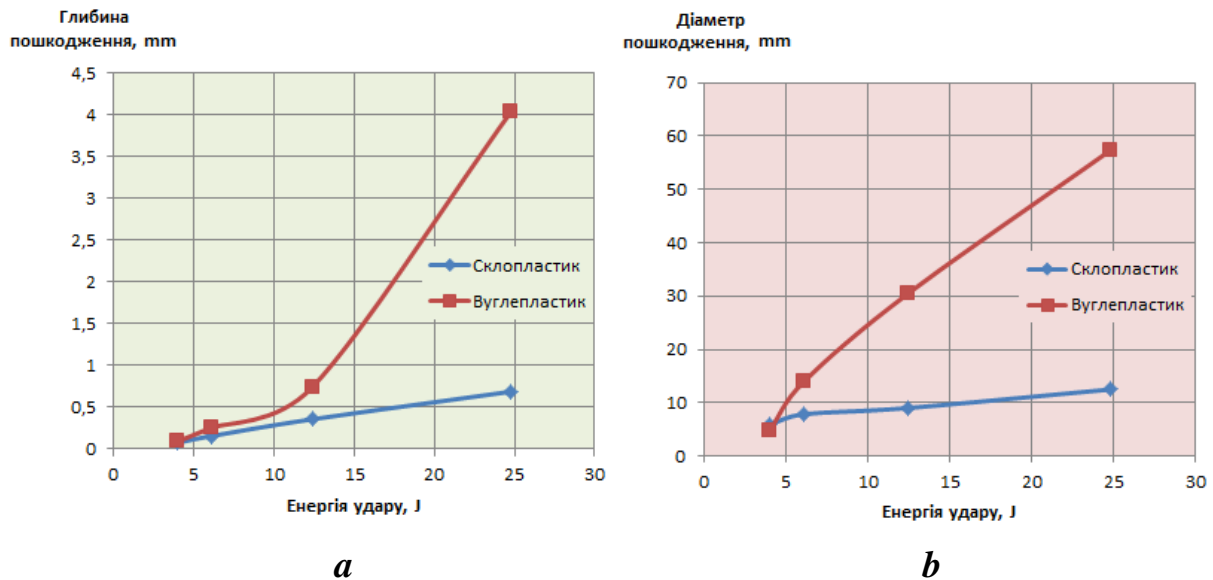 Глибина
пошкодження, mm
4,5
4
3,5
3
2,5
2
1,5
1
0,5
0
0 5 10 15 20 25 30
Склопластик
Вуглепластик
Енергія удару, J
a
Діаметр
пошкодження, mm
70
60
50
40
30
20
10
0
0 5 10 15 20 25 30
Склопластик
Вуглепластик
Енергія удару, J
b